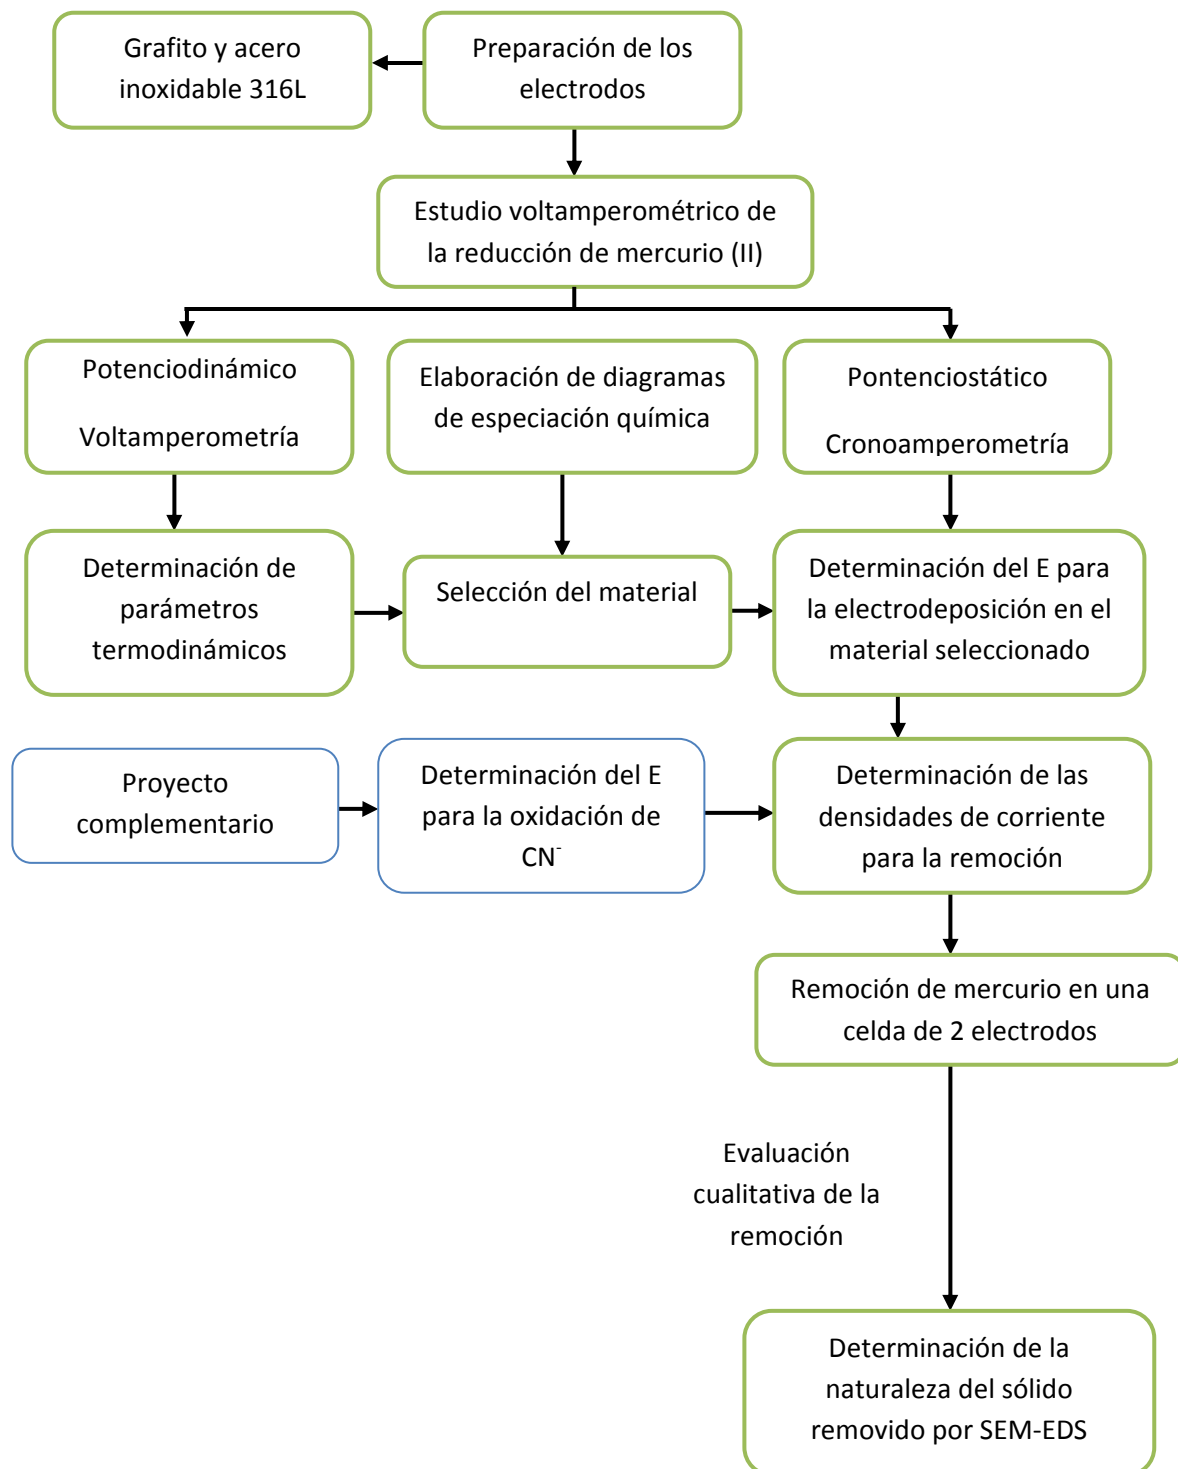 Grafito y acero
inoxidable 316L
Preparación de los
electrodos
Estudio voltamperométrico de
la reducción de mercurio (II)
Potenciodinámico
Voltamperometría
Elaboración de diagramas
de especiación química
Pontenciostático
Cronoamperometría
Determinación de
parámetros
termodinámicos
Selección del material
Determinación del E para
la electrodeposición en el
material seleccionado
Proyecto
complementario
Determinación del E
para la oxidación de
CN⁻
Determinación de las
densidades de corriente
para la remoción
Remoción de mercurio en una
celda de 2 electrodos
Evaluación
cualitativa de la
remoción
Determinación de la
naturaleza del sólido
removido por SEM-EDS